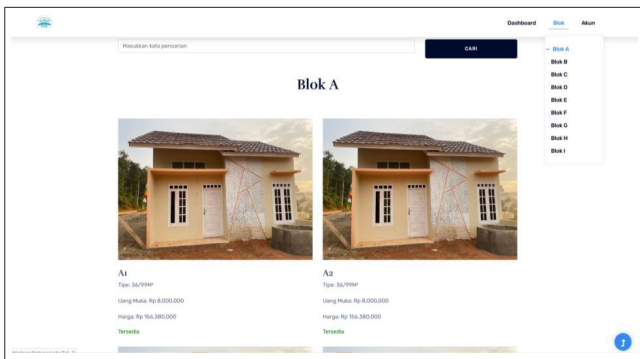 Dashboard Blok Akun
Masukkan kata pencarian
CARI
Blok A
Blok B
Blok C
Blok D
Blok E
Blok F
Blok G
Blok H
Blok I
Blok A
A1
Tipe: 36/99M²
Uang Muka: Rp 8,000,000
Harga: Rp 156,380,000
Tersedia
A2
Tipe: 36/99M²
Uang Muka: Rp 8,000,000
Harga: Rp 156,380,000
Tersedia